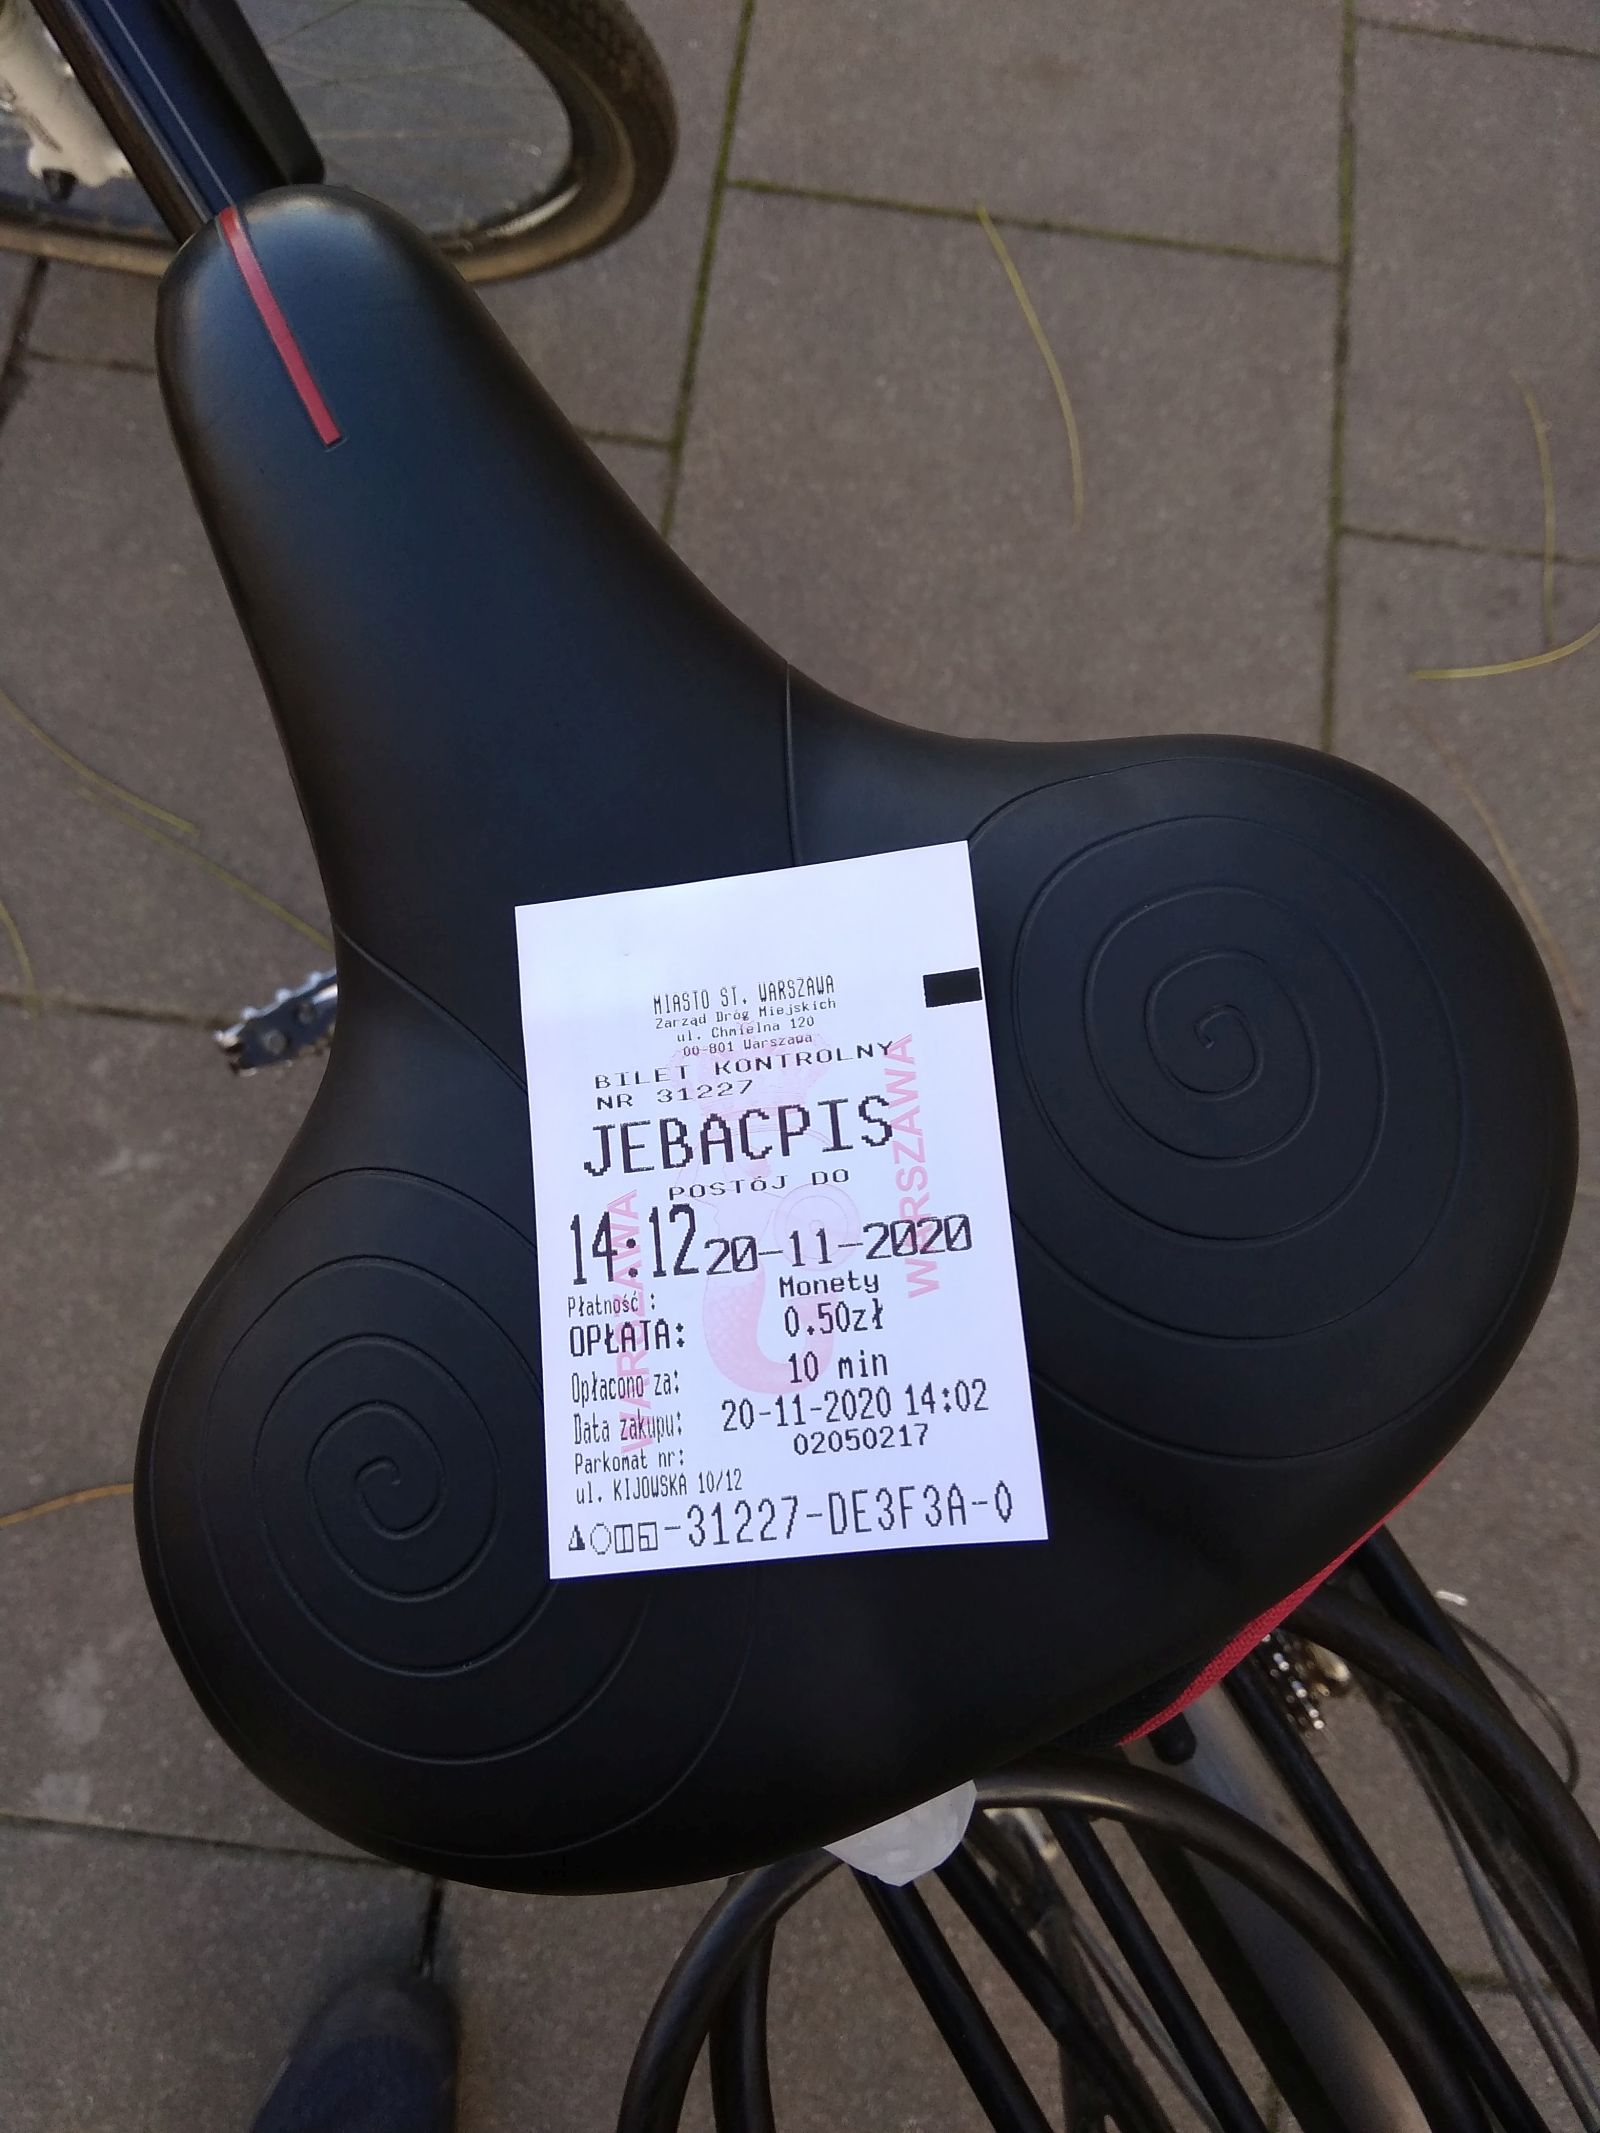 MIASTO ST. WARSZAWA
Zarząd Dróg Miejskich
ul. Chmielna 120
00-801 Warszawa
BILET KONTROLNY
NR 31227
JEBACPIS
POSTÓJ DO
14:12 20-11-2020
Płatność: Monety
OPŁATA: 0.50zł
Opłacono za: 10 min
Data zakupu: 20-11-2020 14:02
Parkomat nr: 02050217
ul. KIJOWSKA 10/12
-31227-DE3F3A-0
WARSZAWA
WARSZAWA